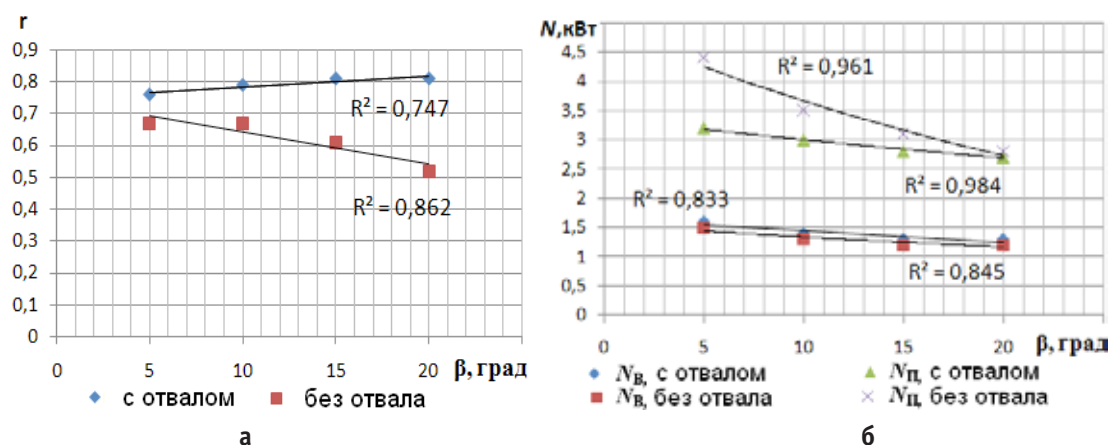 r
0,9
0,8
0,7
0,6
0,5
0,4
0,3
0,2
0,1
0
R² = 0,747
R² = 0,862
0 5 10 15 20 β, град
с отвалом без отвала
а
N,кВт
4,5
4
3,5
3
2,5
2
1,5
1
0,5
0
R² = 0,961
R² = 0,984
R² = 0,833
R² = 0,845
0 5 10 15 20 β, град
NВ, с отвалом NП, с отвалом
NВ, без отвала NП, без отвала
б